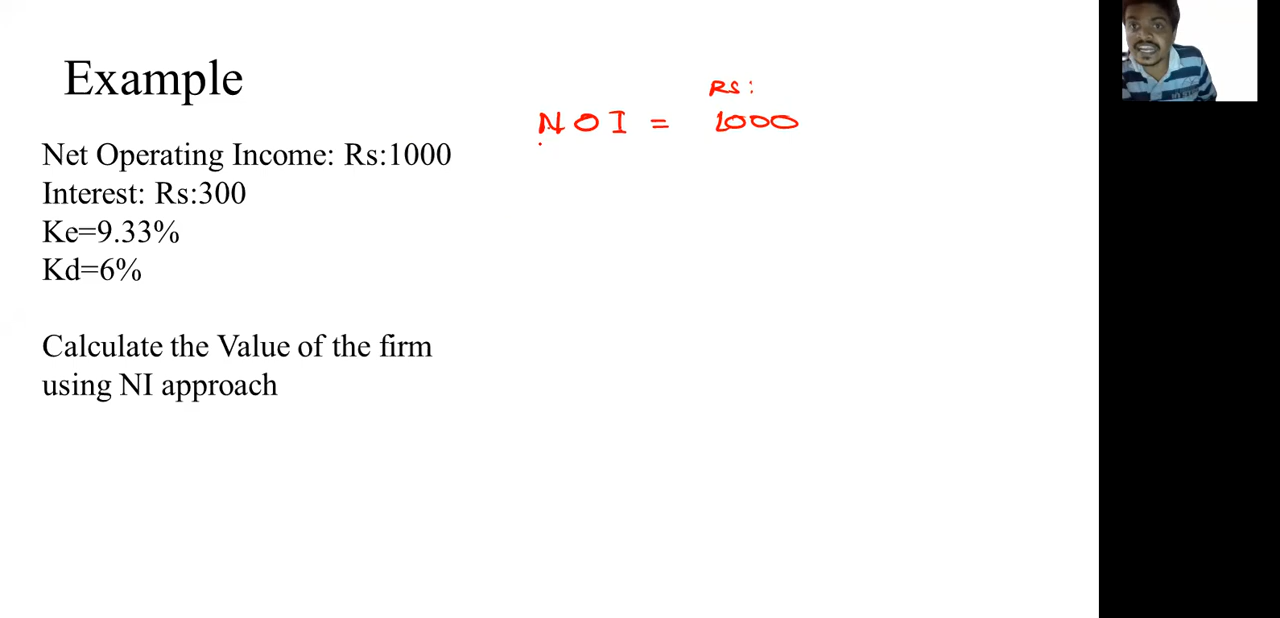 Example
RS:
NOI = 1000
Net Operating Income: Rs:1000
Interest: Rs:300
Ke=9.33%
Kd=6%
Calculate the Value of the firm
using NI approach